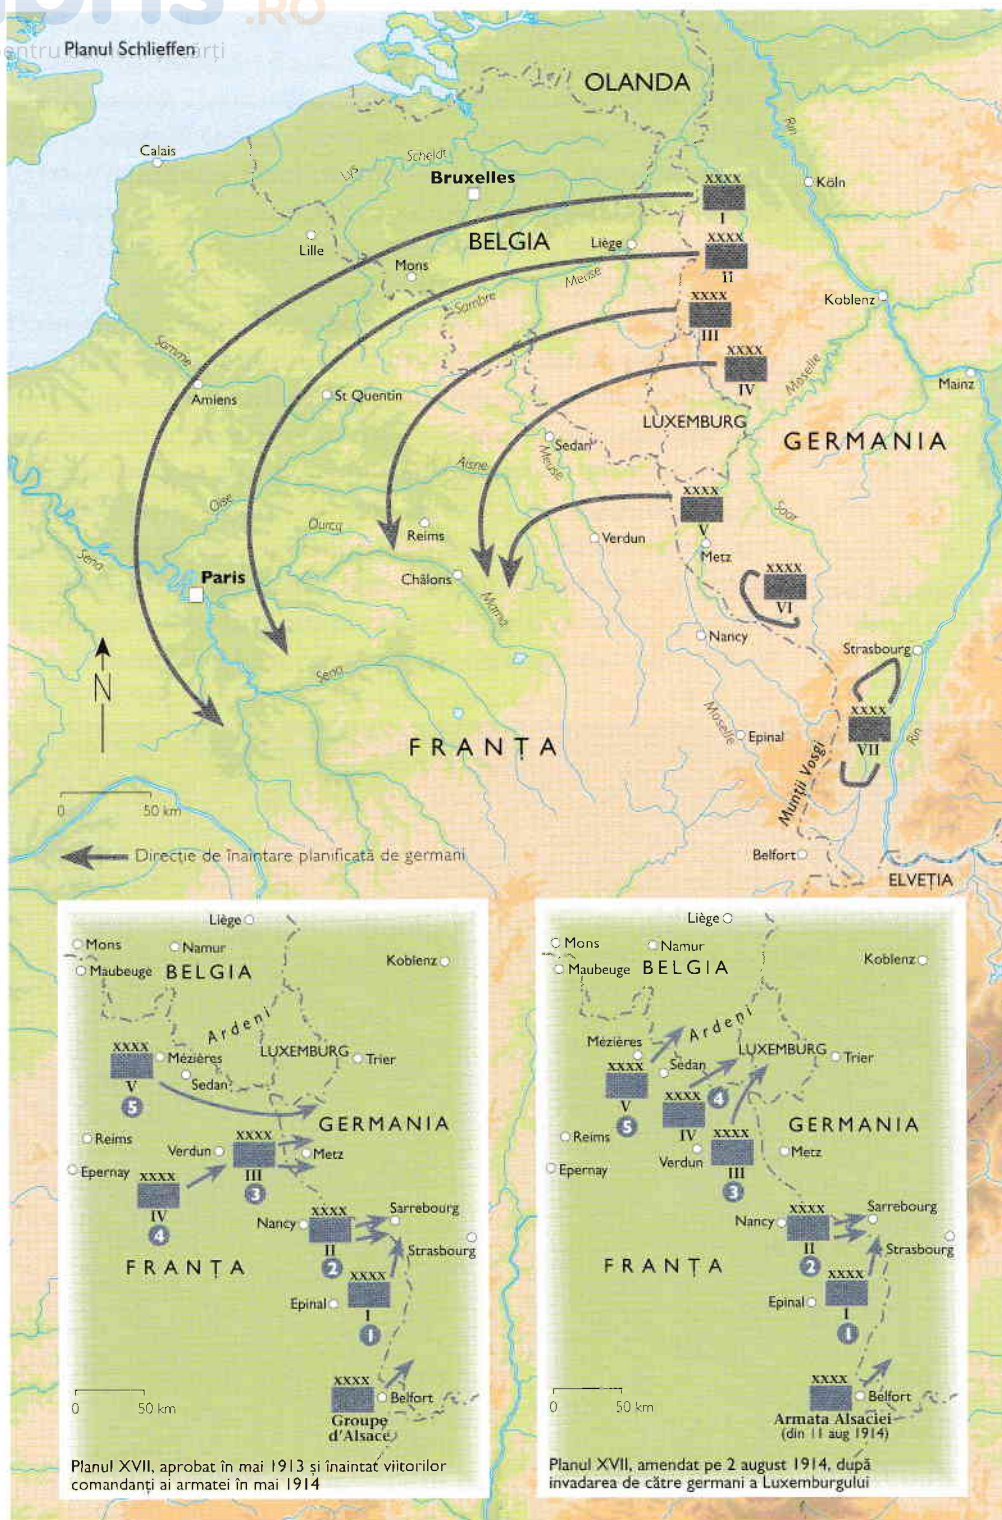 .RO
Planul Schlieffen
OLANDA
Rin
Calais
Lys
Scheldt
Bruxelles
XXXX
I
Köln
Lille
BELGIA
Liège
XXXX
II
Mons
Sambre
Meuse
XXXX
III
Koblenz
Somme
XXXX
IV
Moselle
Mainz
Amiens
St Quentin
LUXEMBURG
GERMANIA
Sedan
Meuse
Aisne
Oise
XXXX
V
Saar
Ourcq
Reims
Verdun
Metz
Sena
Paris
Châlons
Marna
XXXX
VI
N
Nancy
Strasbourg
Sena
Moselle
Epinal
XXXX
VII
Rin
FRANȚA
Munții Vosgi
0 50 km
Direcție de înaintare planificată de germani
Belfort
ELVEȚIA
Liège
Mons
Namur
Maubeuge
BELGIA
Koblenz
Ardeni
XXXX
V
5
Mézières
Sedan
LUXEMBURG
Trier
GERMANIA
Reims
Verdun
XXXX
III
3
Metz
Epernay
XXXX
IV
4
Nancy
XXXX
II
2
Sarrebourg
Strasbourg
FRANȚA
Epinal
XXXX
I
1
XXXX
Belfort
Groupe
d'Alsace
0 50 km
Planul XVII, aprobat în mai 1913 și înaintat viitorilor
comandanți ai armatei în mai 1914
Liège
Mons
Namur
Maubeuge
BELGIA
Koblenz
Ardeni
Mézières
Sedan
LUXEMBURG
Trier
XXXX
V
5
XXXX
IV
4
GERMANIA
Reims
Verdun
XXXX
III
3
Metz
Epernay
Nancy
XXXX
II
2
Sarrebourg
Strasbourg
FRANȚA
Epinal
XXXX
I
1
XXXX
Belfort
Armata Alsaciei
(din 11 aug 1914)
0 50 km
Planul XVII, amendat pe 2 august 1914, după
invadarea de către germani a Luxemburgului